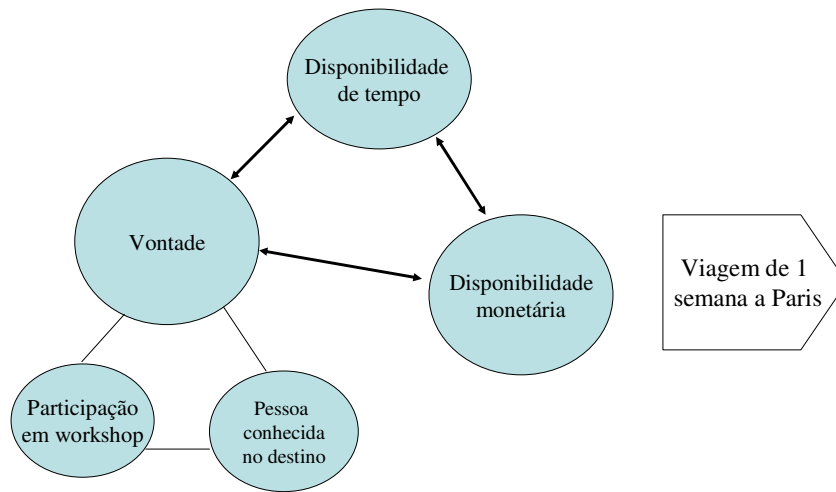 Disponibilidade
de tempo
Vontade
Disponibilidade
monetária
Viagem de 1
semana a Paris
Participação
em workshop
Pessoa
conhecida
no destino